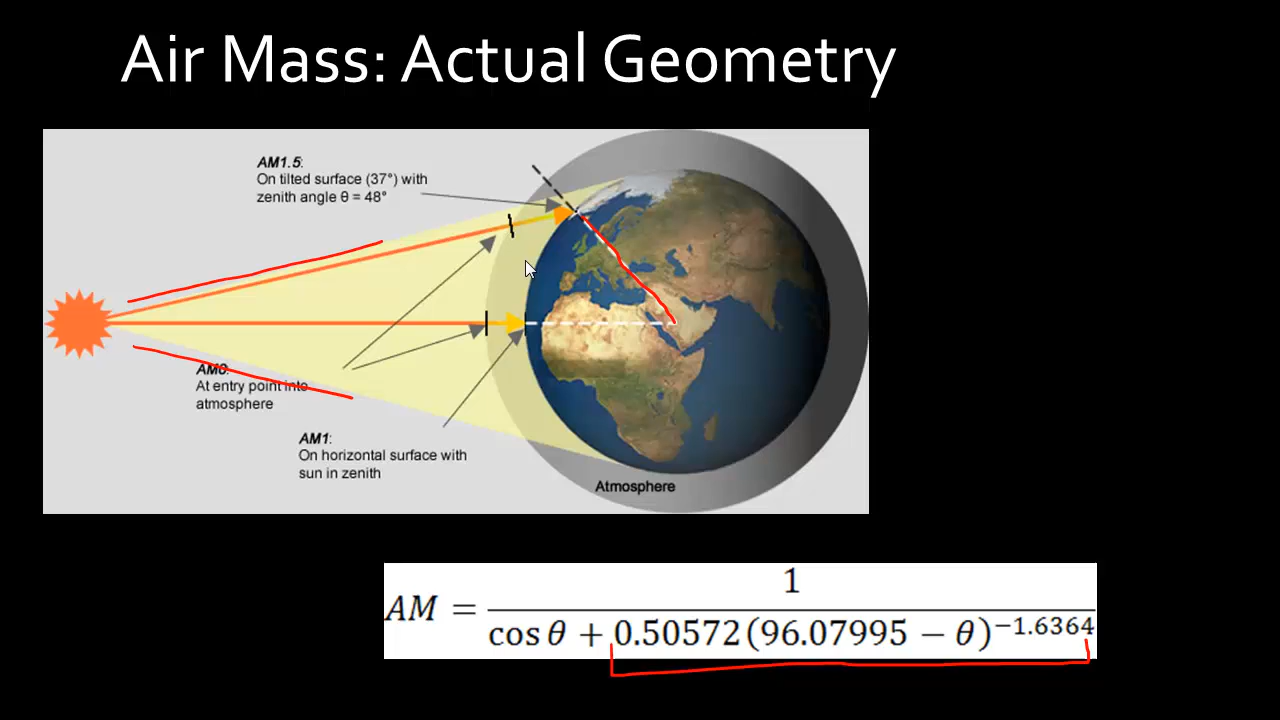 Air Mass: Actual Geometry
AM1.5:
On tilted surface (37°) with
zenith angle θ = 48°
AM0:
At entry point into
atmosphere
AM1:
On horizontal surface with
sun in zenith
Atmosphere
AM = 1 / cos θ + 0.50572(96.07995 − θ)^−1.6364